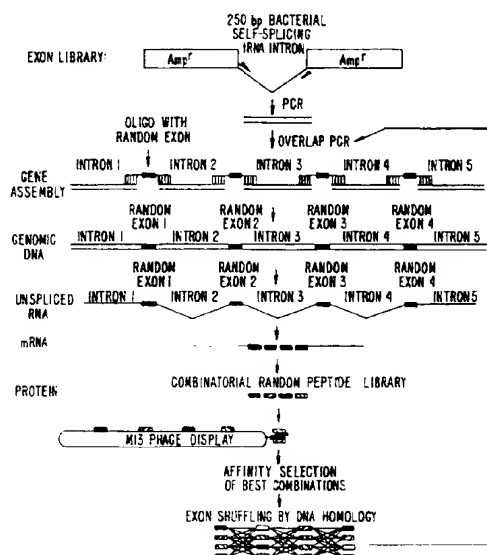 250 bp BACTERIAL
SELF-SPLICING
tRNA INTRON
EXON LIBRARY: Ampr Ampr
PCR
OLIGO WITH
RANDOM EXON
OVERLAP PCR
INTRON 1 INTRON 2 INTRON 3 INTRON 4 INTRON 5
GENE
ASSEMBLY
RANDOM EXON 1 RANDOM EXON 2 RANDOM EXON 3 RANDOM EXON 4
GENOMIC
DNA
INTRON 1 INTRON 2 INTRON 3 INTRON 4 INTRON 5
RANDOM EXON 1 RANDOM EXON 2 RANDOM EXON 3 RANDOM EXON 4
UNSPLICED
RNA
INTRON 1 INTRON 2 INTRON 3 INTRON 4 INTRON 5
mRNA
COMBINATORIAL RANDOM PEPTIDE LIBRARY
PROTEIN
M13 PHAGE DISPLAY
AFFINITY SELECTION
OF BEST COMBINATIONS
EXON SHUFFLING BY DNA HOMOLOGY